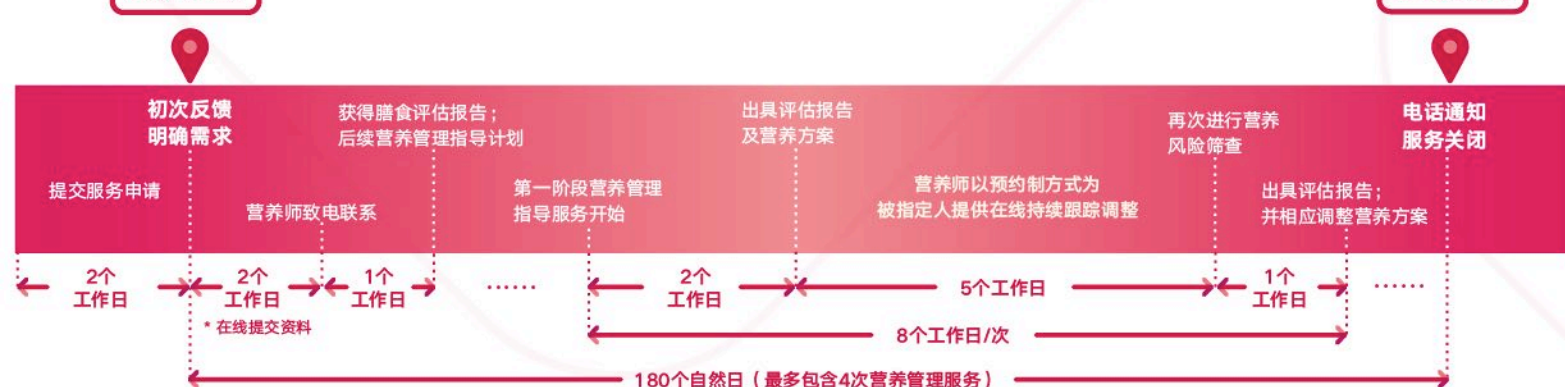 初次反馈
明确需求
获得膳食评估报告；
后续营养管理指导计划
出具评估报告
及营养方案
再次进行营养
风险筛查
电话通知
服务关闭
提交服务申请
营养师致电联系
第一阶段营养管理
指导服务开始
营养师以预约制方式为
被指定人提供在线持续跟踪调整
出具评估报告；
并相应调整营养方案
2个
工作日
2个
工作日
* 在线提交资料
1个
工作日
······
2个
工作日
5个工作日
1个
工作日
······
8个工作日/次
180个自然日（最多包含4次营养管理服务）